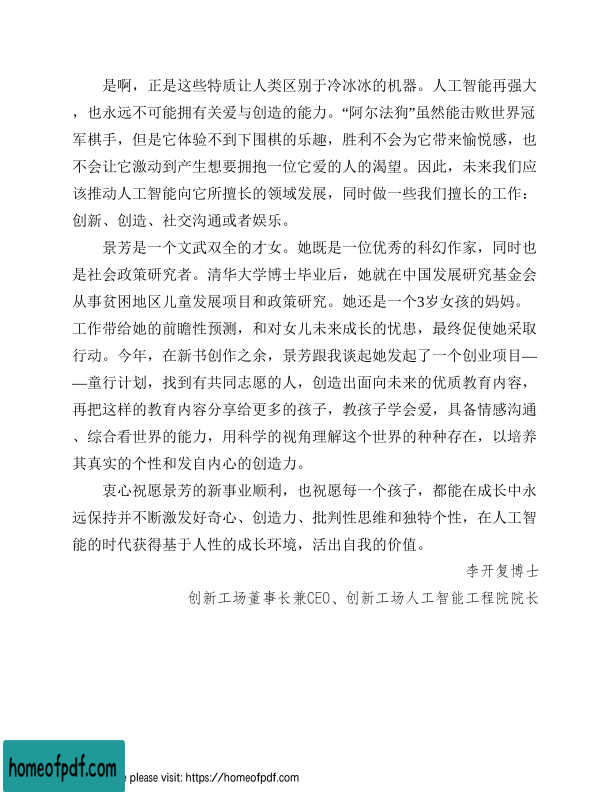 是啊，正是这些特质让人类区别于冷冰冰的机器。人工智能再强大
，也永远不可能拥有关爱与创造的能力。“阿尔法狗”虽然能击败世界冠
军棋手，但是它体验不到下围棋的乐趣，胜利不会为它带来愉悦感，也
不会让它激动到产生想要拥抱一位它爱的人的渴望。因此，未来我们应
该推动人工智能向它所擅长的领域发展，同时做一些我们擅长的工作：
创新、创造、社交沟通或者娱乐。
景芳是一个文武双全的才女。她既是一位优秀的科幻作家，同时也
是社会政策研究者。清华大学博士毕业后，她就在中国发展研究基金会
从事贫困地区儿童发展项目和政策研究。她还是一个3岁女孩的妈妈。
工作带给她的前瞻性预测，和对女儿未来成长的忧患，最终促使她采取
行动。今年，在新书创作之余，景芳跟我谈起她发起了一个创业项目—
—童行计划，找到有共同志愿的人，创造出面向未来的优质教育内容，
再把这样的教育内容分享给更多的孩子，教孩子学会爱，具备情感沟通
、综合看世界的能力，用科学的视角理解这个世界的种种存在，以培养
其真实的个性和发自内心的创造力。
衷心祝愿景芳的新事业顺利，也祝愿每一个孩子，都能在成长中永
远保持并不断激发好奇心、创造力、批判性思维和独特个性，在人工智
能的时代获得基于人性的成长环境，活出自我的价值。
李开复博士
创新工场董事长兼CEO、创新工场人工智能工程院院长
homeofpdf.com
e please visit: https://homeofpdf.com